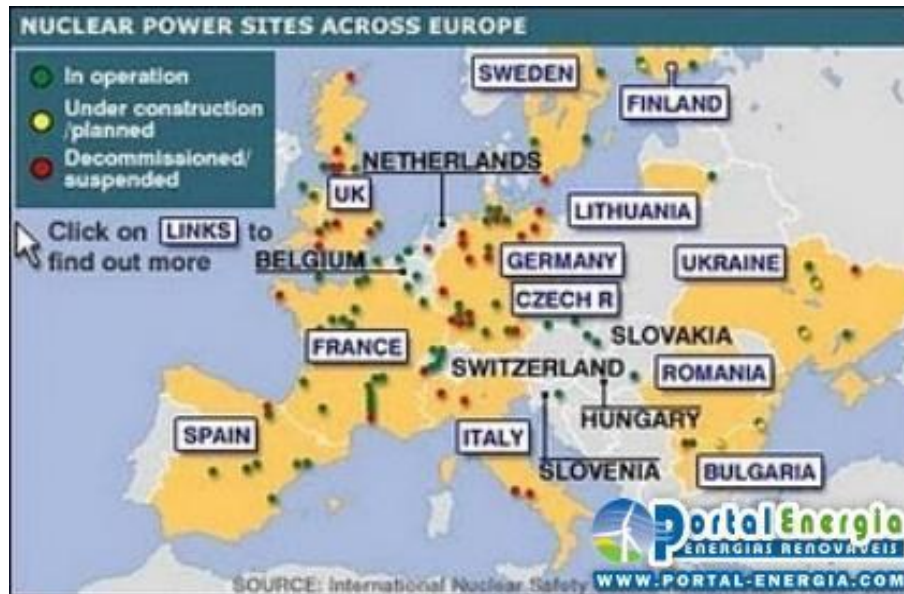 NUCLEAR POWER SITES ACROSS EUROPE
In operation
Under construction
/planned
Decommissioned/
suspended
Click on LINKS to
find out more
SWEDEN
FINLAND
NETHERLANDS
UK
LITHUANIA
BELGIUM
GERMANY
UKRAINE
CZECH R
SLOVAKIA
FRANCE
SWITZERLAND
ROMANIA
HUNGARY
SPAIN
ITALY
SLOVENIA
BULGARIA
Portal Energia
ENERGIAS RENOVÁVEIS
WWW.PORTAL-ENERGIA.COM
SOURCE: International Nuclear Safety